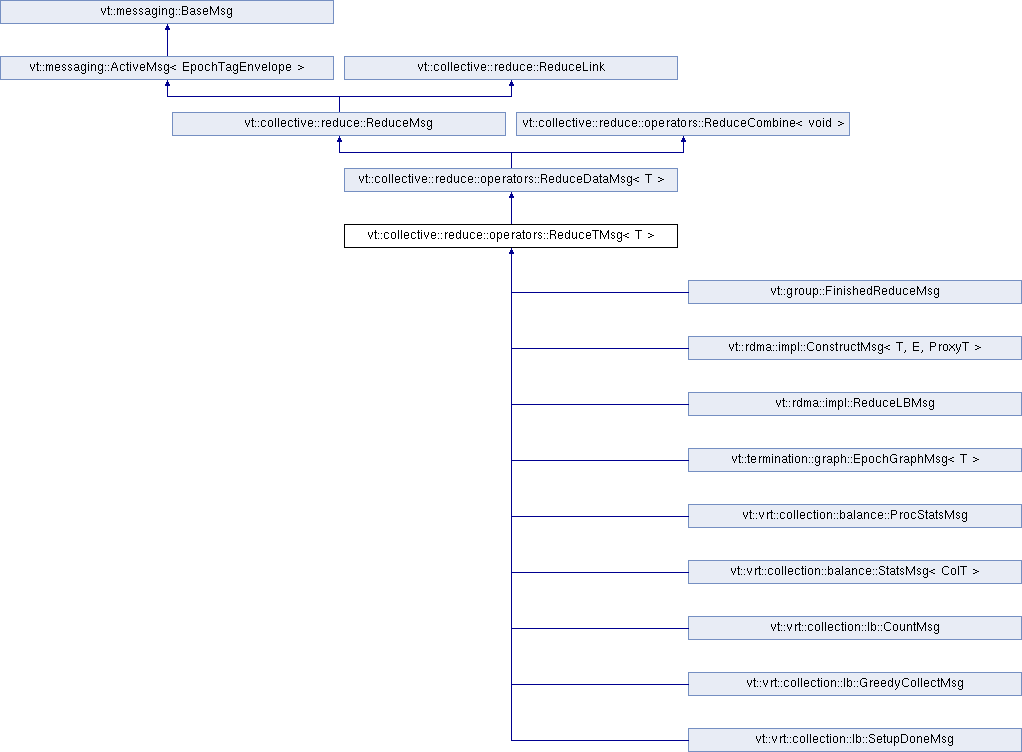 vt::messaging::BaseMsg
vt::messaging::ActiveMsg< EpochTagEnvelope >
vt::collective::reduce::ReduceLink
vt::collective::reduce::ReduceMsg
vt::collective::reduce::operators::ReduceCombine< void >
vt::collective::reduce::operators::ReduceDataMsg< T >
vt::collective::reduce::operators::ReduceTMsg< T >
vt::group::FinishedReduceMsg
vt::rdma::impl::ConstructMsg< T, E, ProxyT >
vt::rdma::impl::ReduceLBMsg
vt::termination::graph::EpochGraphMsg< T >
vt::vrt::collection::balance::ProcStatsMsg
vt::vrt::collection::balance::StatsMsg< ColT >
vt::vrt::collection::lb::CountMsg
vt::vrt::collection::lb::GreedyCollectMsg
vt::vrt::collection::lb::SetupDoneMsg